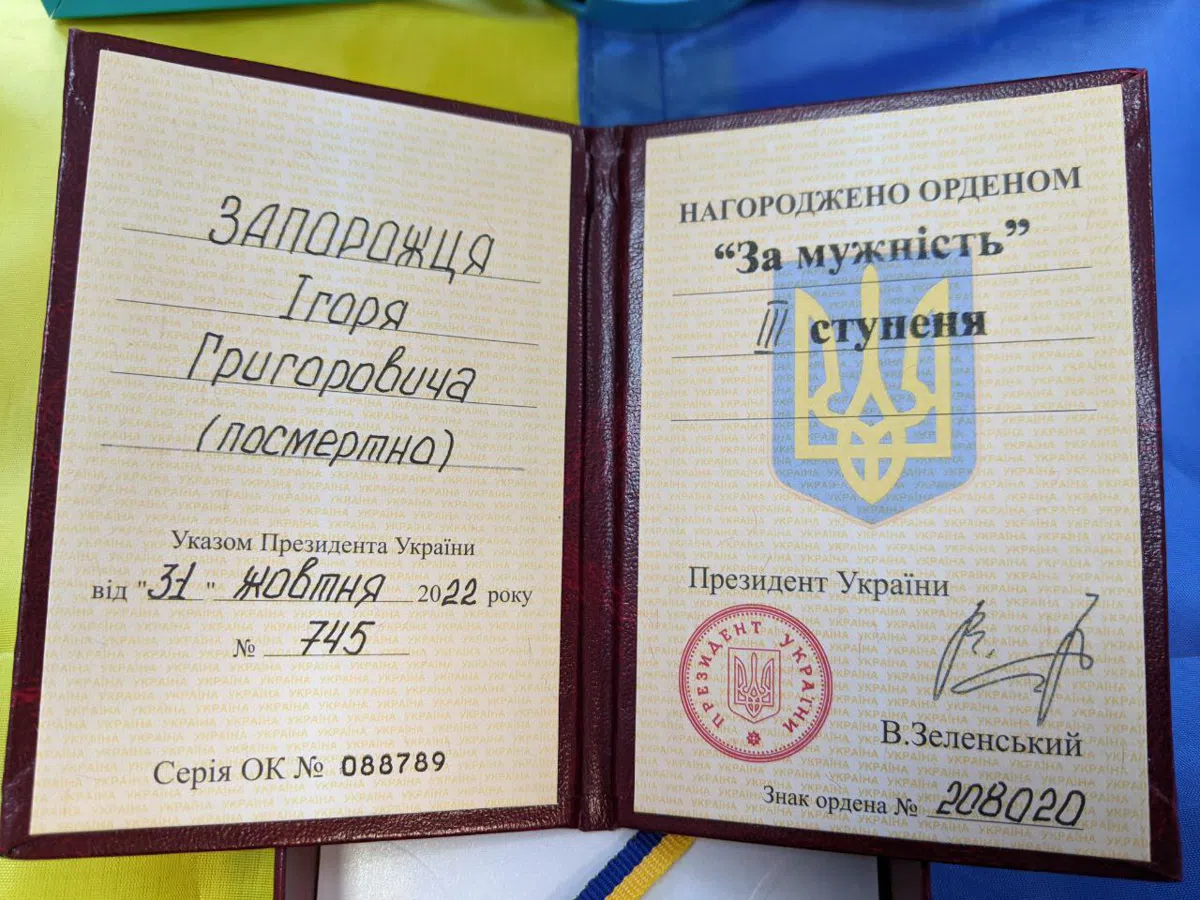 ЗАПОРОЖЦЯ
Ігоря
Григоровича
(посмертно)
Указом Президента України
від "31" жовтня 2022 року
№ 745
Серія ОК № 088789
НАГОРОДЖЕНО ОРДЕНОМ
“За мужність”
III ступеня
Президент України
ПРЕЗИДЕНТ УКРАЇНИ
В.Зеленський
Знак ордена № 208020